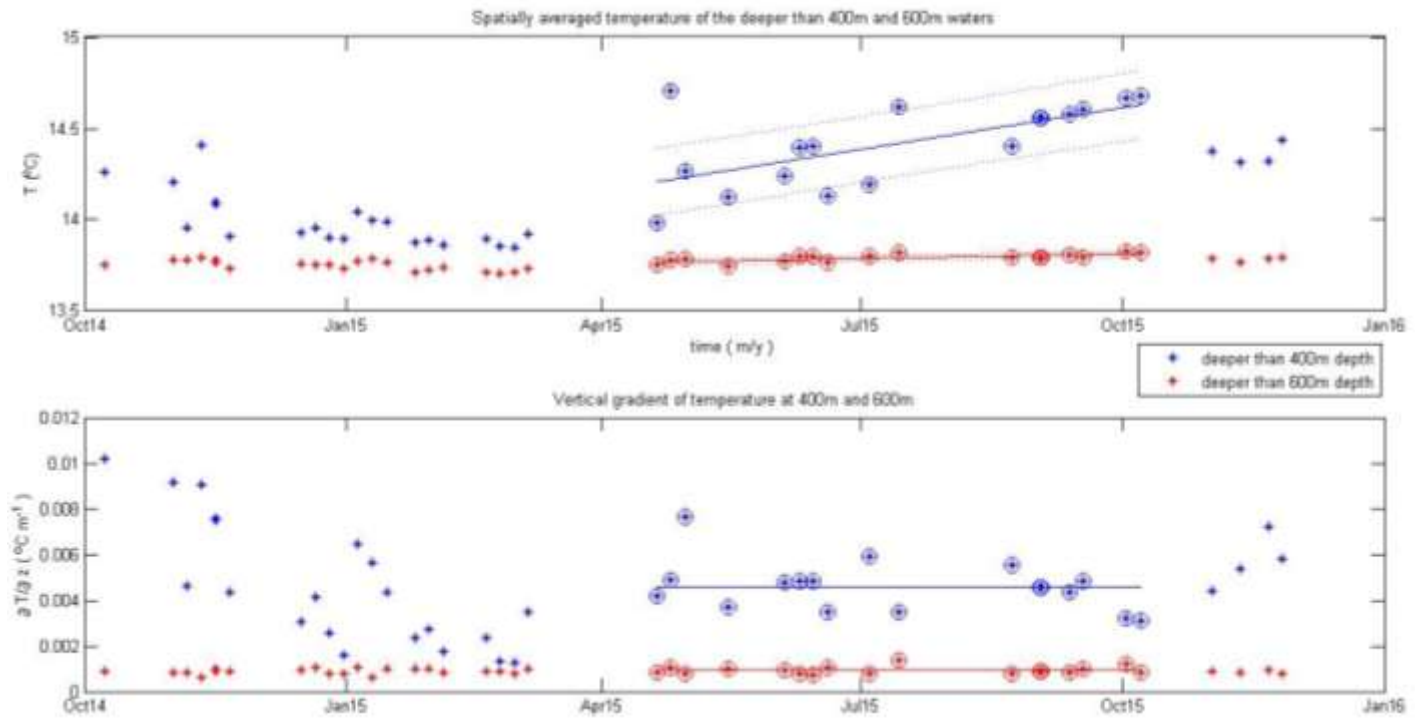 Spatially averaged temperature of the deeper than 400m and 600m waters
15
14.5
14
13.5
T (ºC)
Oct14 Jan15 Apr15 Jul15 Oct15 Jan16
time ( m/y )
deeper than 400m depth
deeper than 600m depth
Vertical gradient of temperature at 400m and 600m
0.012
0.01
0.008
0.006
0.004
0.002
0
∂ T/∂ z ( ºC m⁻¹ )
Oct14 Jan15 Apr15 Jul15 Oct15 Jan16